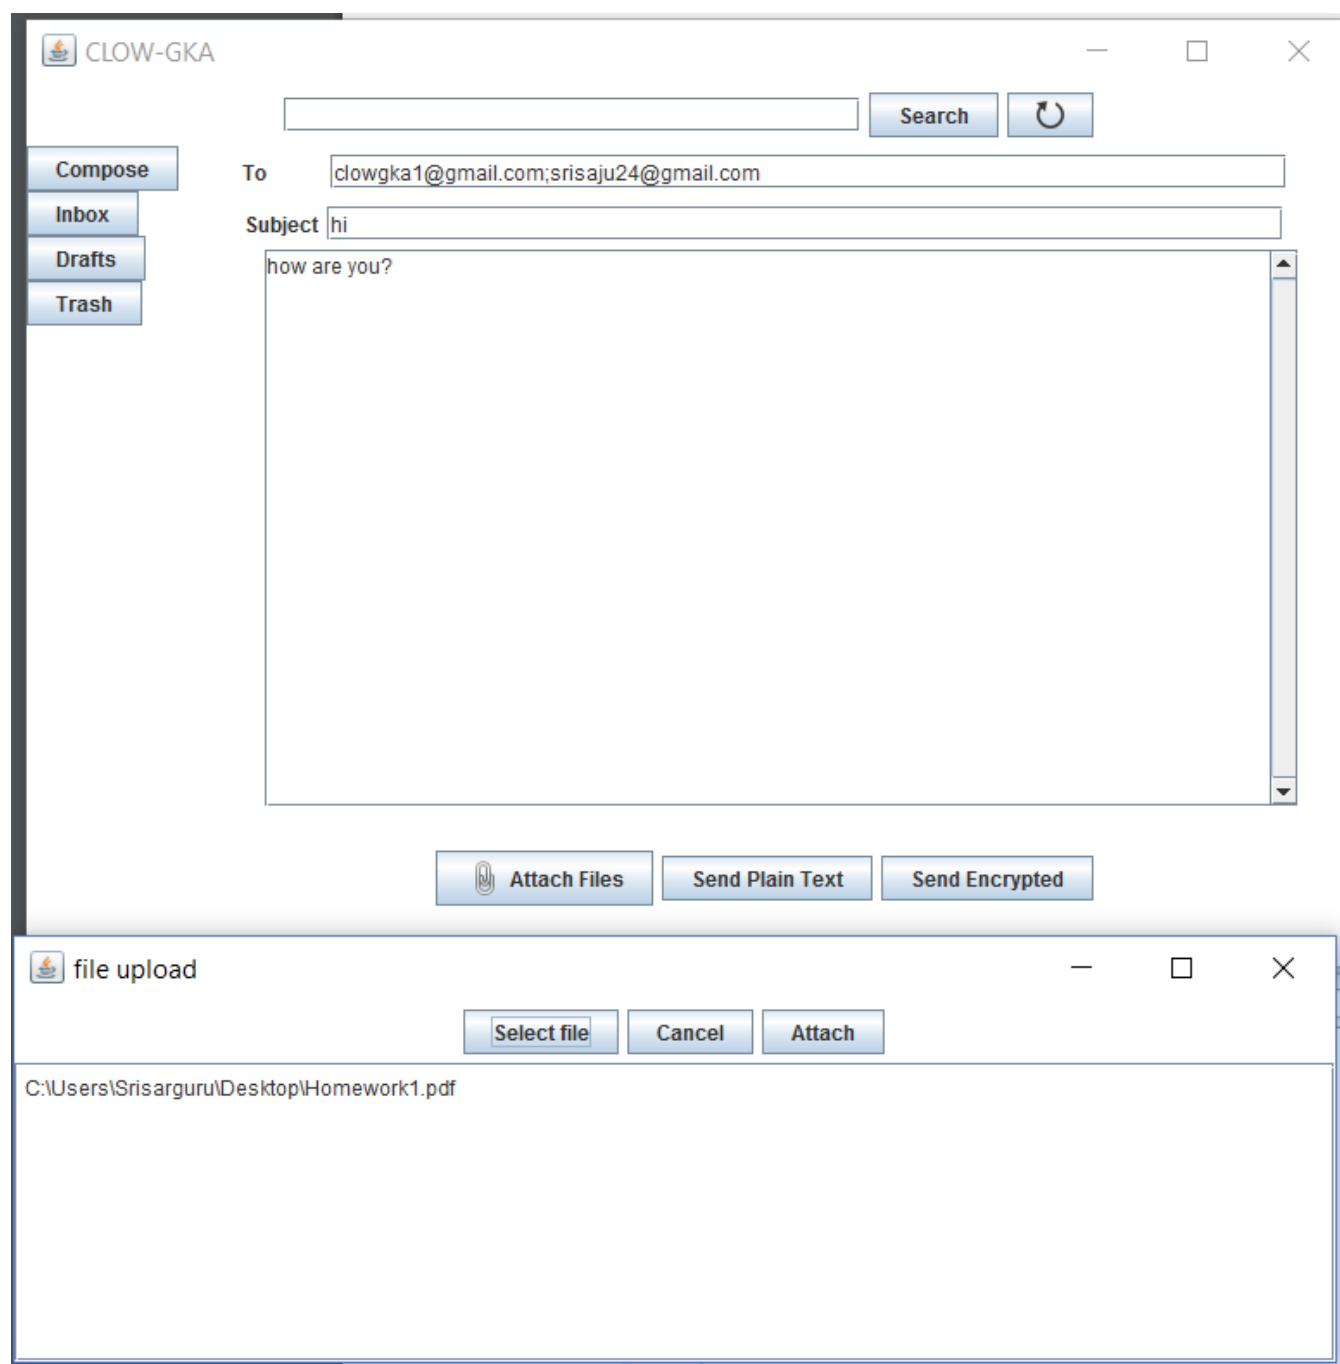 CLOW-GKA
Search
Compose
To clowgka1@gmail.com;srisaju24@gmail.com
Inbox
Subject hi
Drafts
how are you?
Trash
Attach Files Send Plain Text Send Encrypted
file upload
Select file Cancel Attach
C:\Users\Srisarguru\Desktop\Homework1.pdf